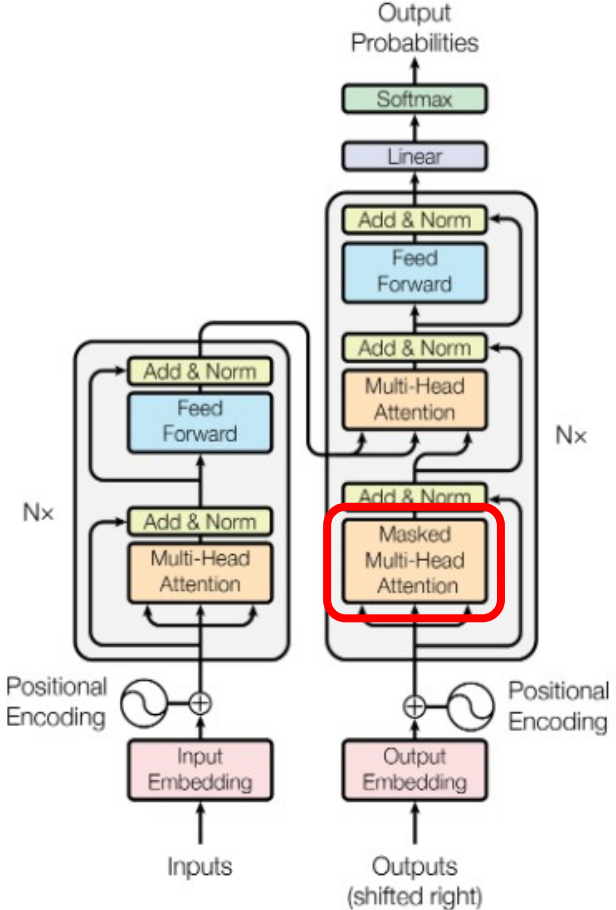 Output
Probabilities
Softmax
Linear
Add & Norm
Feed
Forward
Add & Norm
Multi-Head
Attention
Nx
Add & Norm
Masked
Multi-Head
Attention
Add & Norm
Feed
Forward
Nx
Add & Norm
Multi-Head
Attention
Positional
Encoding
Positional
Encoding
Input
Embedding
Output
Embedding
Inputs
Outputs
(shifted right)